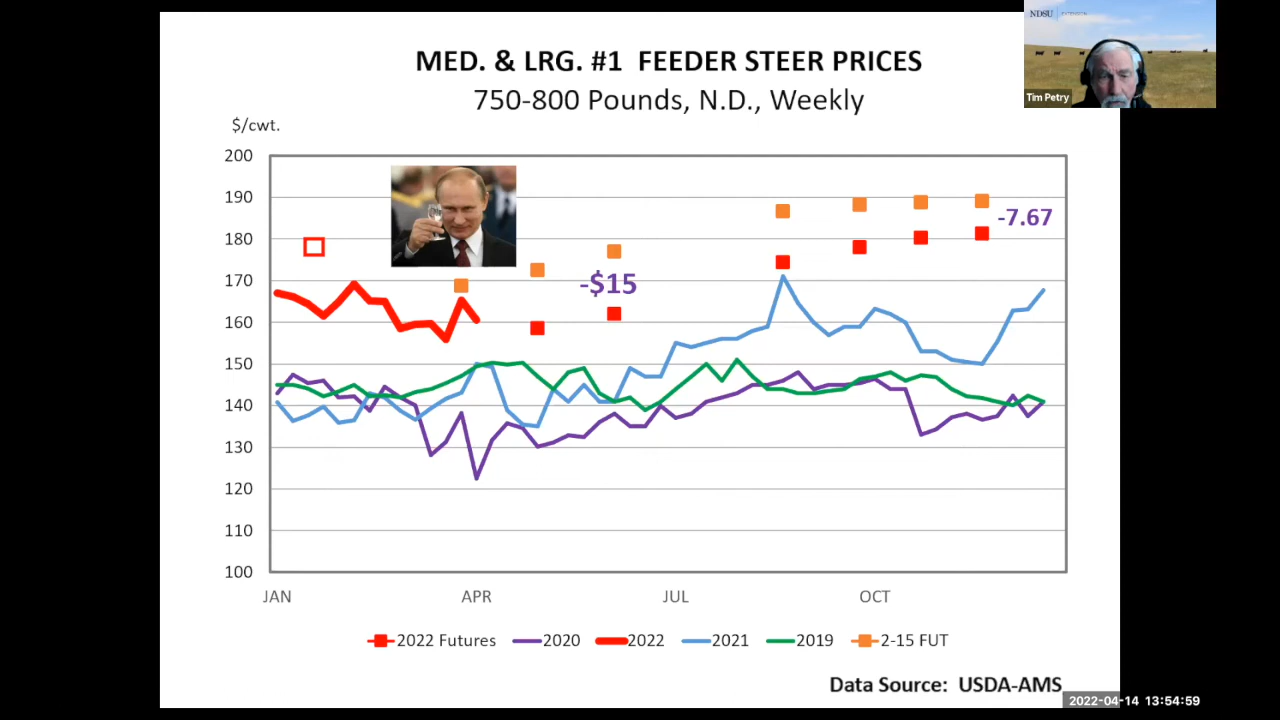 MED. & LRG. #1 FEEDER STEER PRICES
750-800 Pounds, N.D., Weekly
NDSU EXTENSION
Tim Petry
$/cwt.
200
190
180
170
160
150
140
130
120
110
100
-7.67
-$15
JAN APR JUL OCT
2022 Futures 2020 2022 2021 2019 2-15 FUT
Data Source: USDA-AMS
2022-04-14 13:54:59